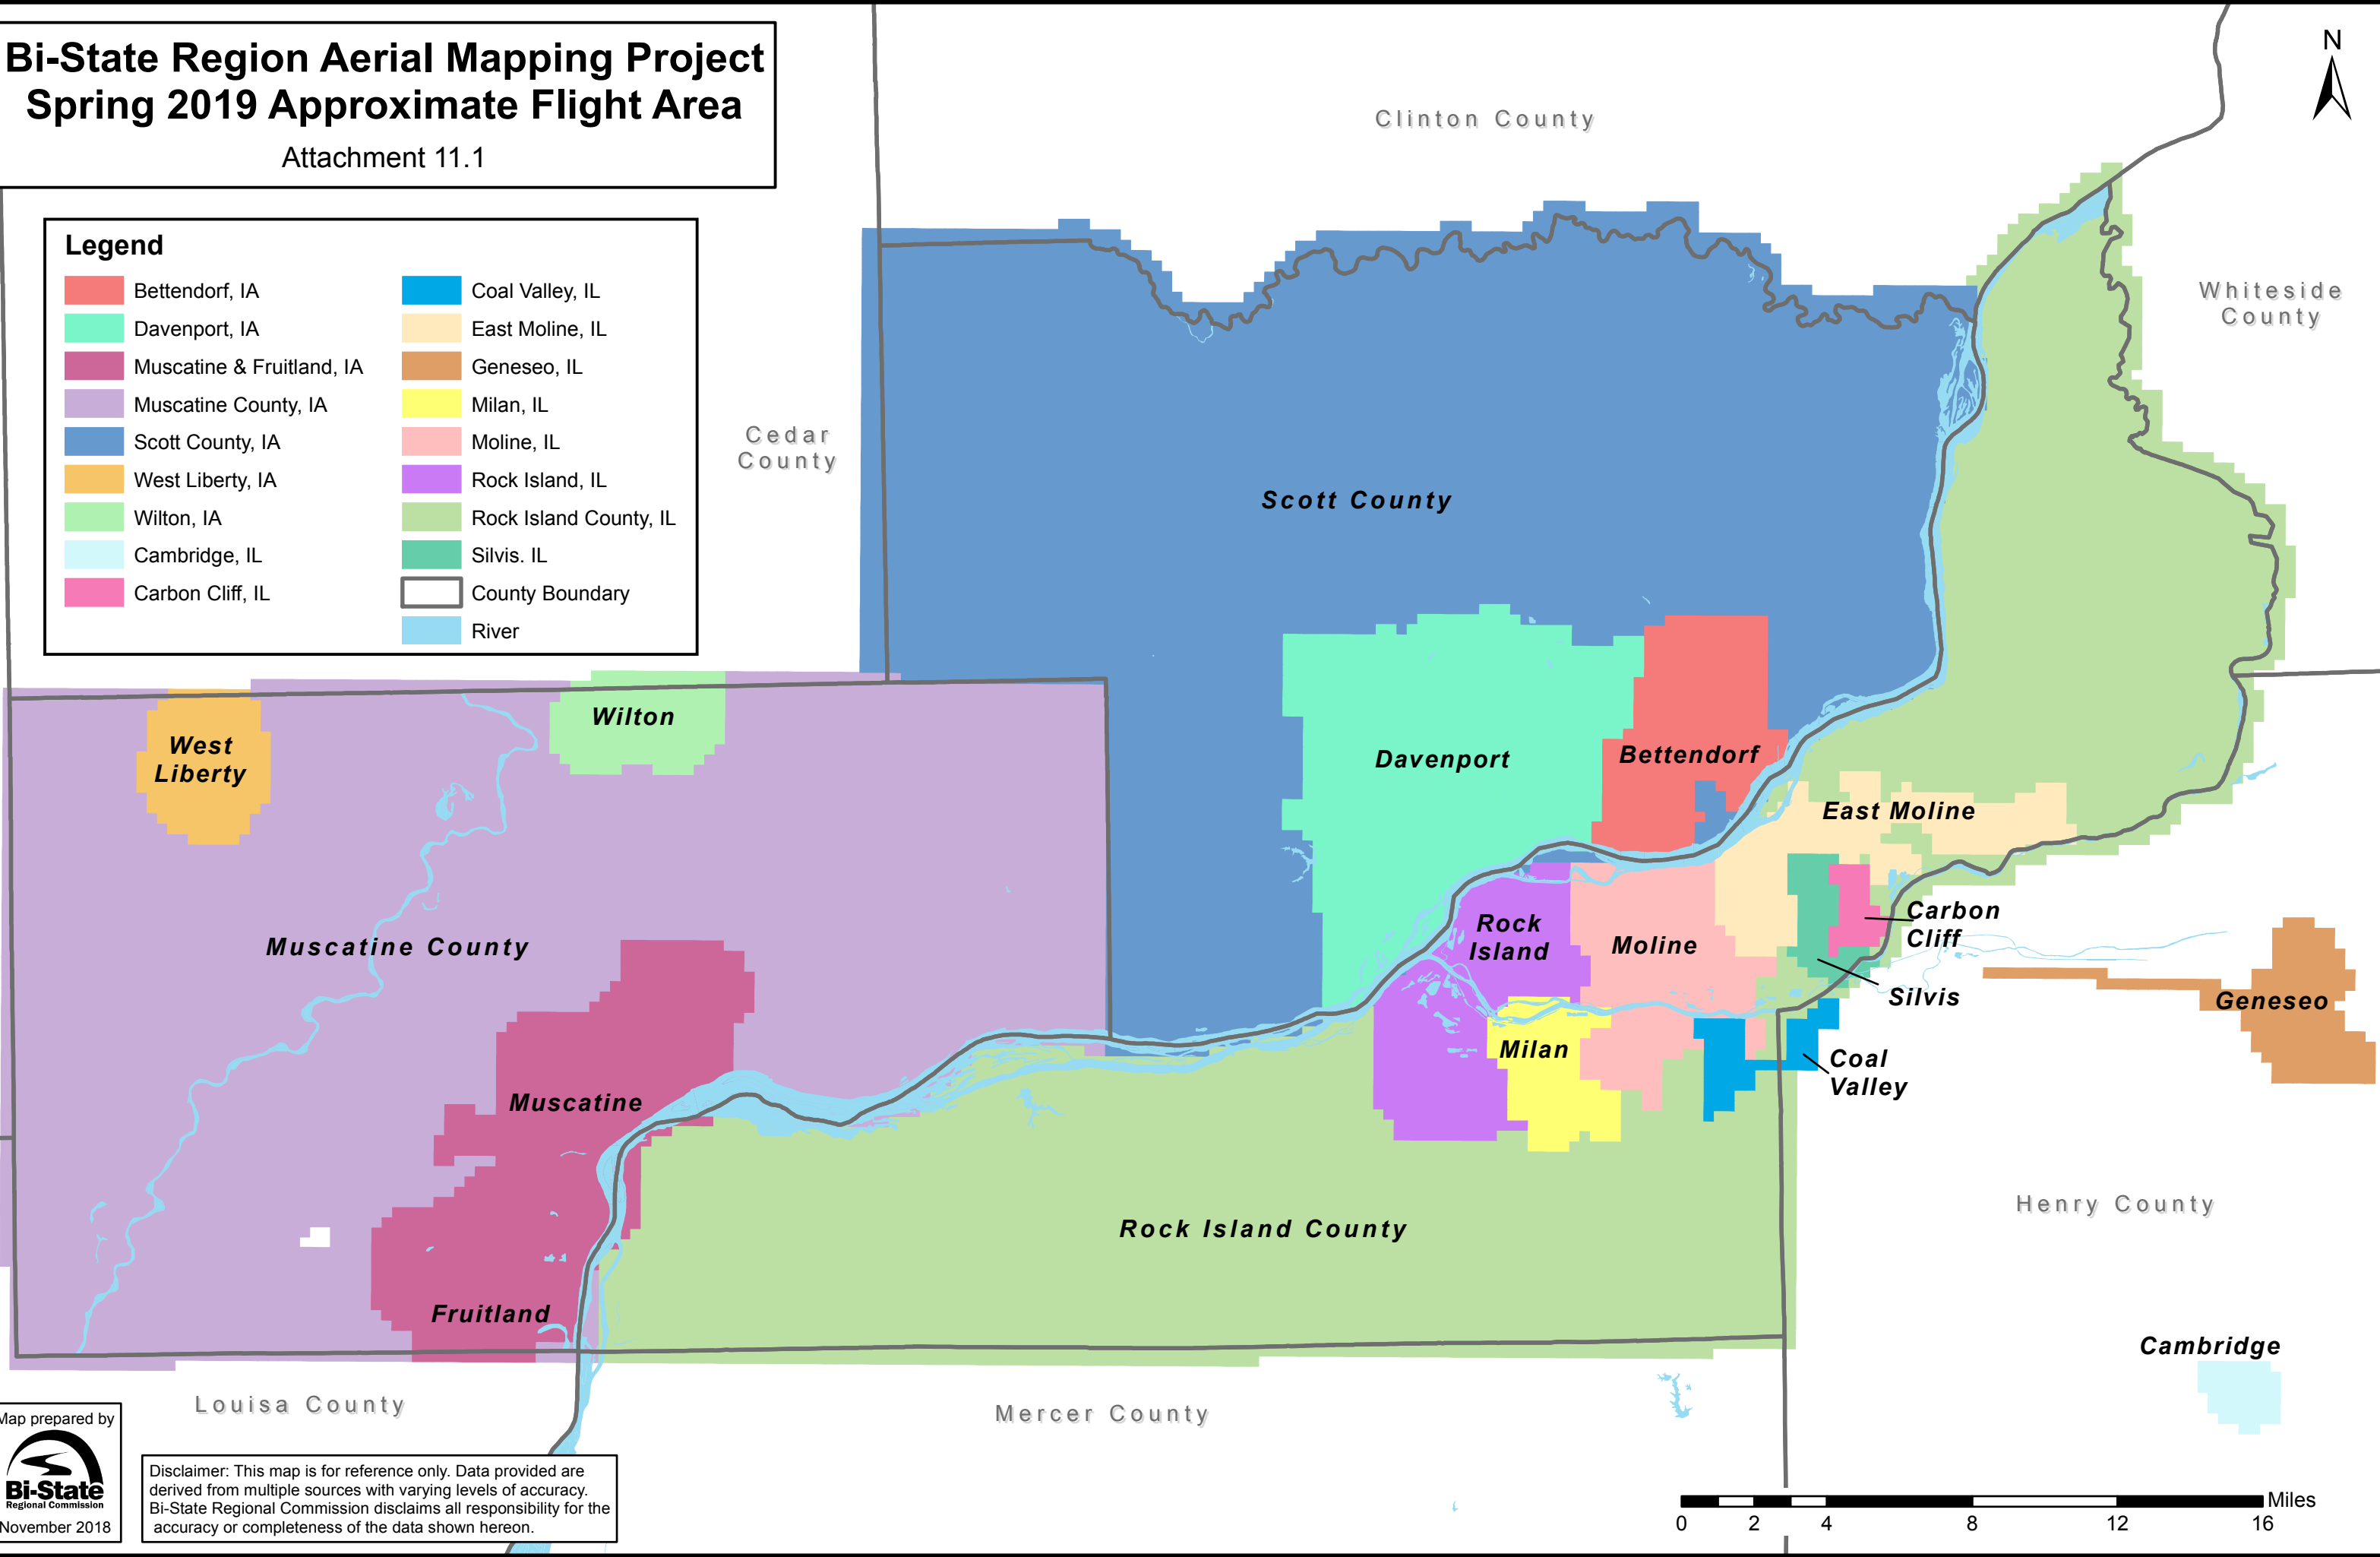 Bi-State Region Aerial Mapping Project
Spring 2019 Approximate Flight Area
Attachment 11.1
N
Legend
Bettendorf, IA
Davenport, IA
Muscatine & Fruitland, IA
Muscatine County, IA
Scott County, IA
West Liberty, IA
Wilton, IA
Cambridge, IL
Carbon Cliff, IL
Coal Valley, IL
East Moline, IL
Geneseo, IL
Milan, IL
Moline, IL
Rock Island, IL
Rock Island County, IL
Silvis. IL
County Boundary
River
Clinton County
Whiteside
County
Cedar
County
Scott County
Wilton
West
Liberty
Davenport
Bettendorf
East Moline
Muscatine County
Rock
Island
Moline
Carbon
Cliff
Silvis
Geneseo
Milan
Coal
Valley
Muscatine
Rock Island County
Henry County
Fruitland
Cambridge
Louisa County
Mercer County
Map prepared by
Bi-State
Regional Commission
November 2018
Disclaimer: This map is for reference only. Data provided are
derived from multiple sources with varying levels of accuracy.
Bi-State Regional Commission disclaims all responsibility for the
accuracy or completeness of the data shown hereon.
Miles
0 2 4 8 12 16